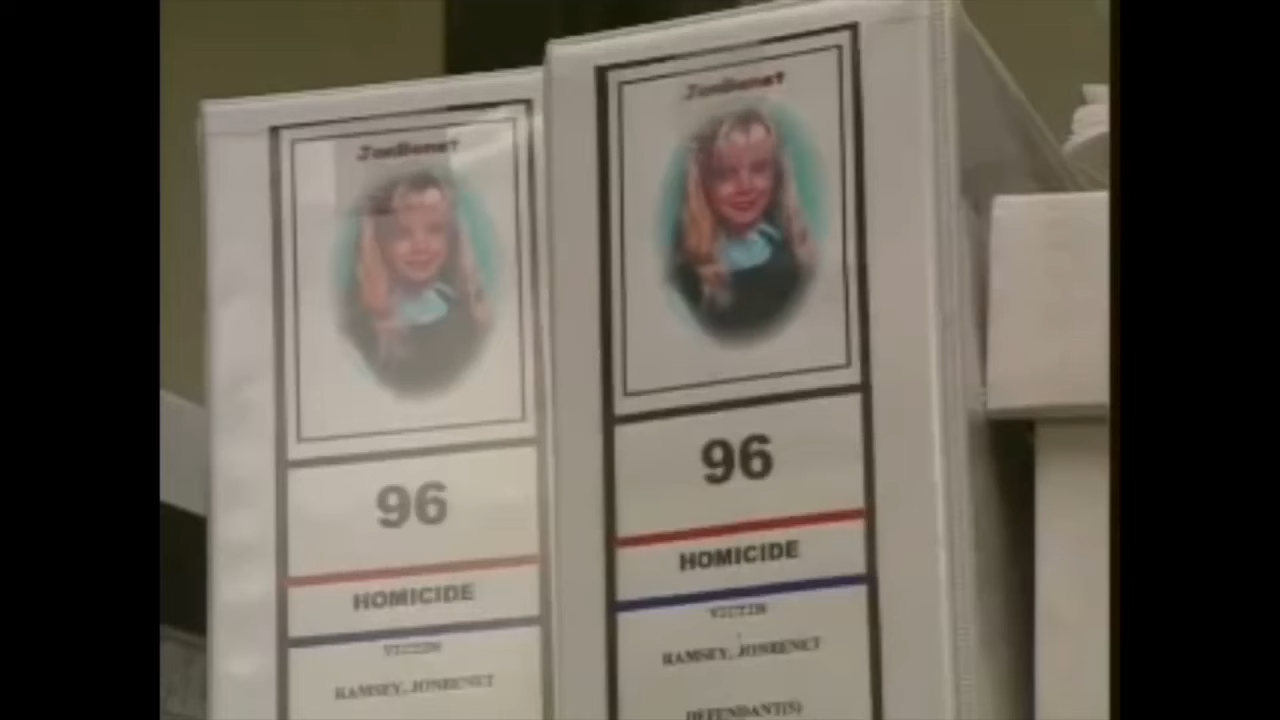 JonBenet
96
HOMICIDE
VICTIM
RAMSEY, JONBENET
JonBenet
96
HOMICIDE
VICTIM
RAMSEY, JONBENET
DEFENDANT(S)